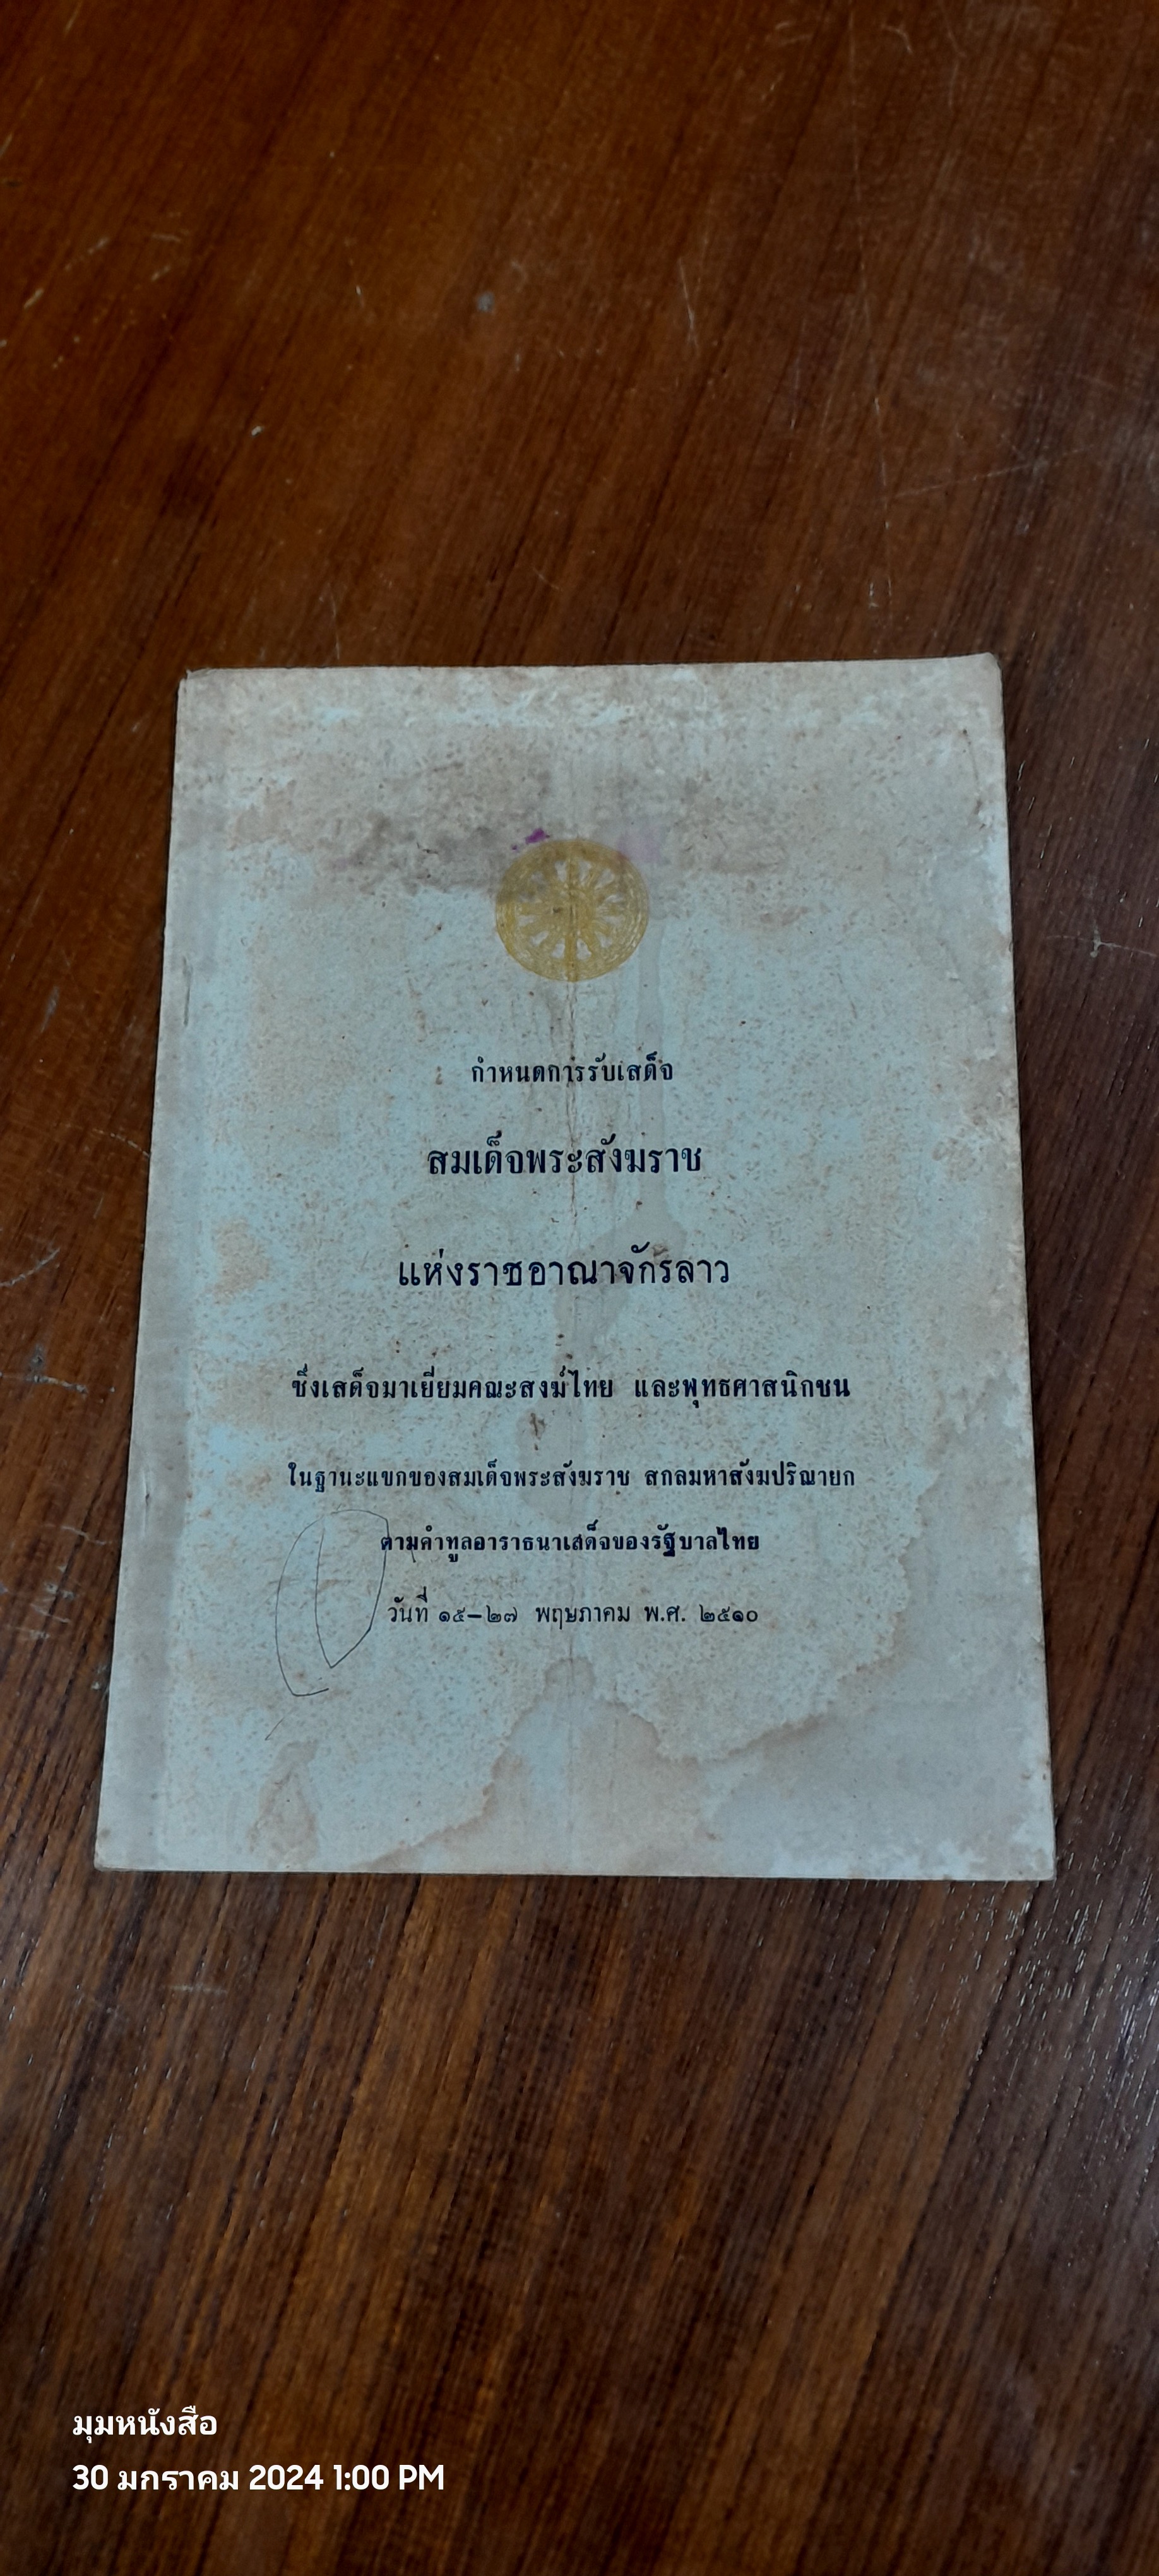 กำหนดการรับเสด็จ
สมเด็จพระสังฆราช
แห่งราชอาณาจักรลาว
ซึ่งเสด็จมาเยี่ยมคณะสงฆ์ไทย และพุทธศาสนิกชน
ในฐานะแขกของสมเด็จพระสังฆราช สกลมหาสังฆปริณายก
ตามคำทูลอาราธนาเสด็จของรัฐบาลไทย
วันที่ ๑๕–๒๗ พฤษภาคม พ.ศ. ๒๕๑๐
มุมหนังสือ
30 มกราคม 2024 1:00 PM